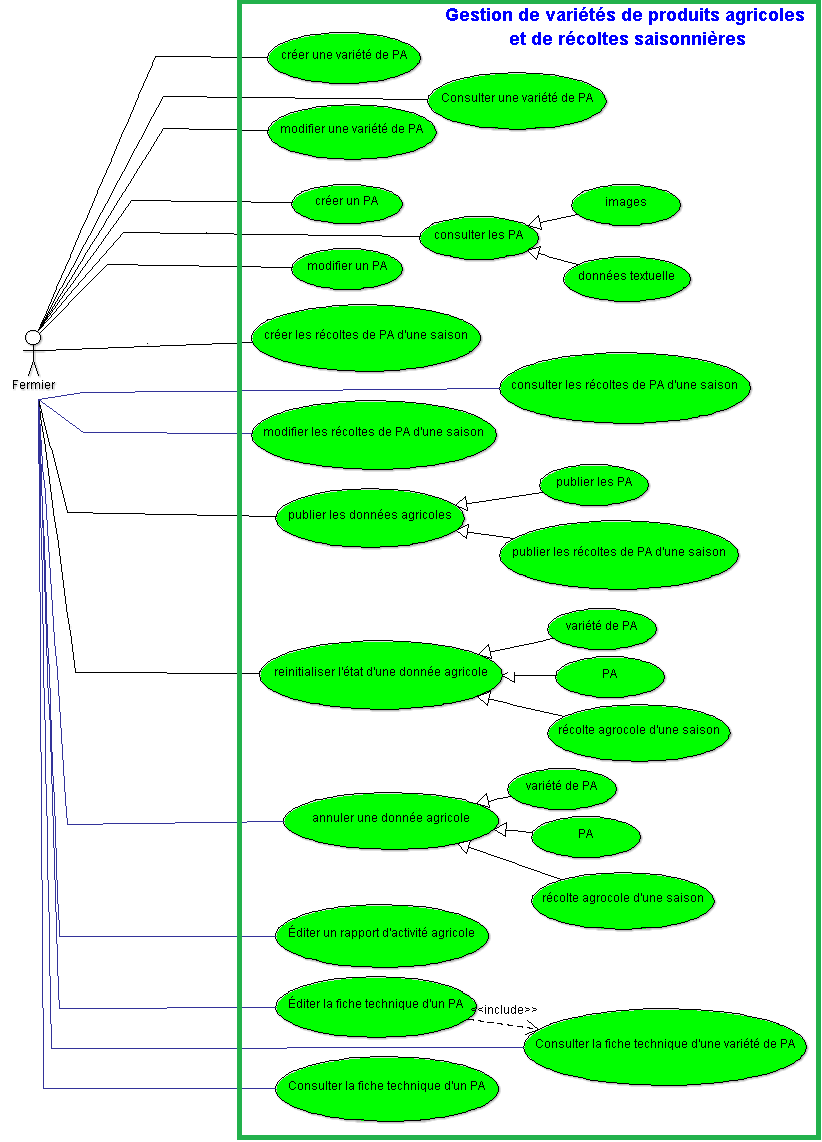 Gestion de variétés de produits agricoles
et de récoltes saisonnières
créer une variété de PA
Consulter une variété de PA
modifier une variété de PA
créer un PA
images
consulter les PA
modifier un PA
données textuelle
créer les récoltes de PA d'une saison
Fermier
consulter les récoltes de PA d'une saison
modifier les récoltes de PA d'une saison
publier les PA
publier les données agricoles
publier les récoltes de PA d'une saison
variété de PA
reinitialiser l'état d'une donnée agricole
PA
récolte agrocole d'une saison
variété de PA
annuler une donnée agricole
PA
récolte agrocole d'une saison
Éditer un rapport d'activité agricole
Éditer la fiche technique d'un PA
<<include>>
Consulter la fiche technique d'une variété de PA
Consulter la fiche technique d'un PA